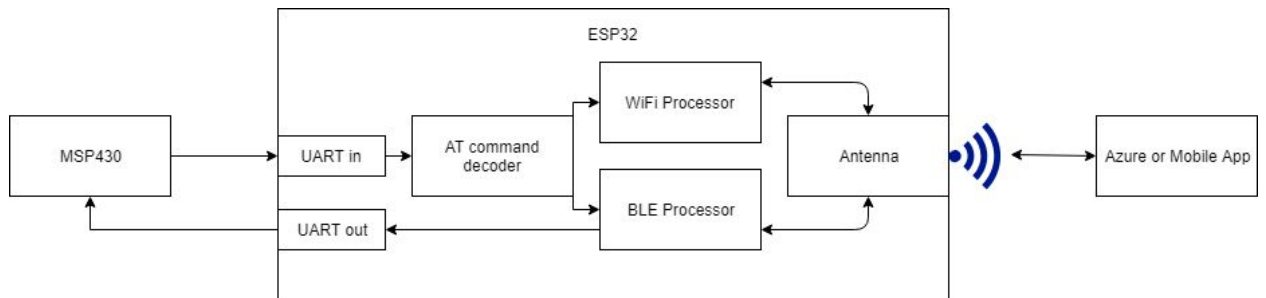 ESP32
WiFi Processor
MSP430
UART in
AT command
decoder
Antenna
Azure or Mobile App
BLE Processor
UART out